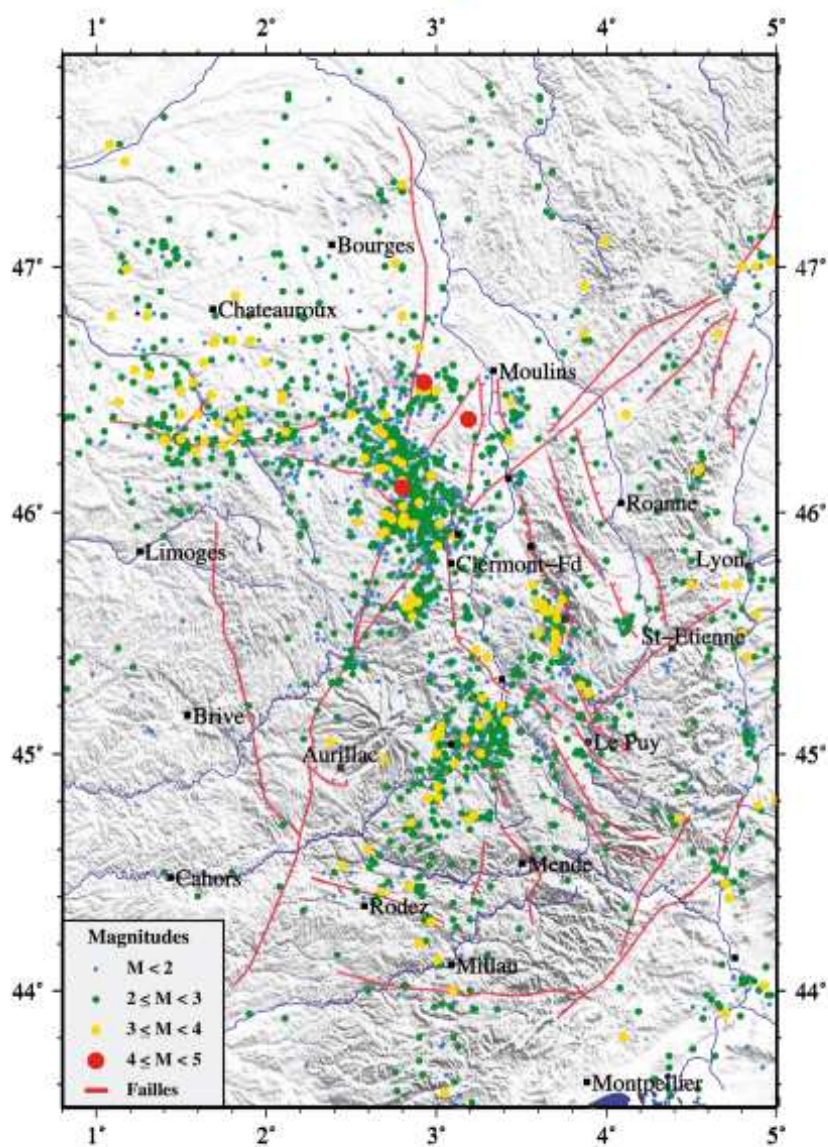 1° 2° 3° 4° 5°
47° 47°
46° 46°
45° 45°
44° 44°
Bourges
Chateauroux
Moulins
Roanne
Limoges
Lyon
Clermont-Fd
St-Etienne
Brive
Le Puy
Aurillac
Mende
Cahors
Rodez
Millau
Montpellier
Magnitudes
M < 2
2 ≤ M < 3
3 ≤ M < 4
4 ≤ M < 5
Failles
1° 2° 3° 4° 5°